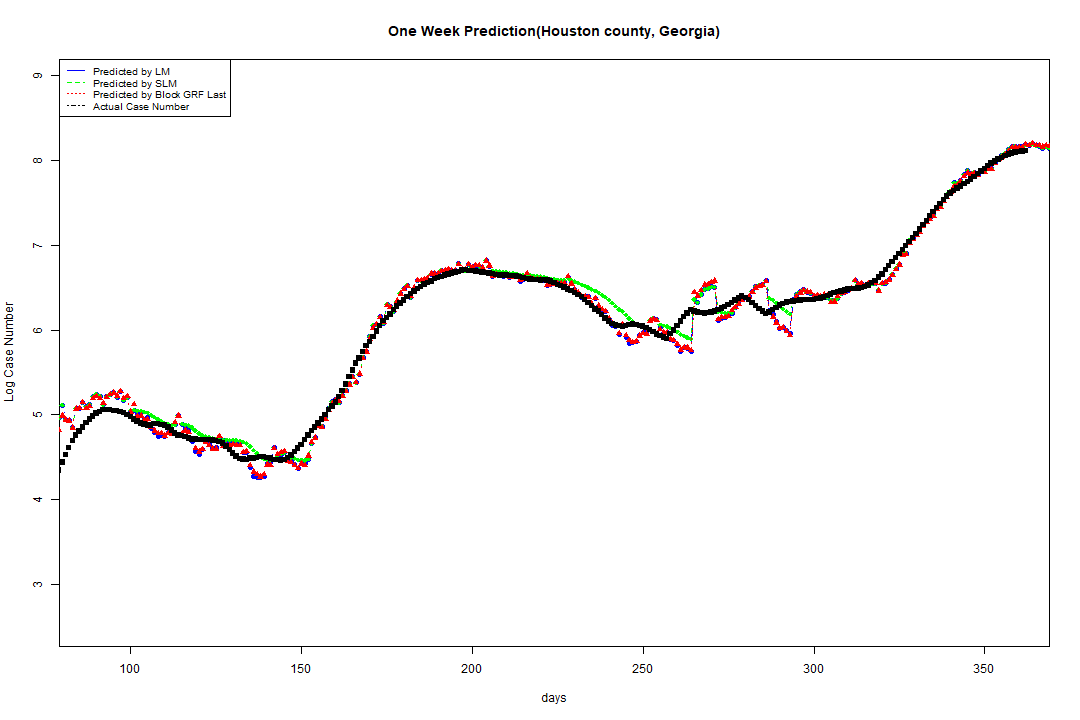 One Week Prediction(Houston county, Georgia)
Predicted by LM
Predicted by SLM
Predicted by Block GRF Last
Actual Case Number
9
8
7
6
5
4
3
Log Case Number
100 150 200 250 300 350
days